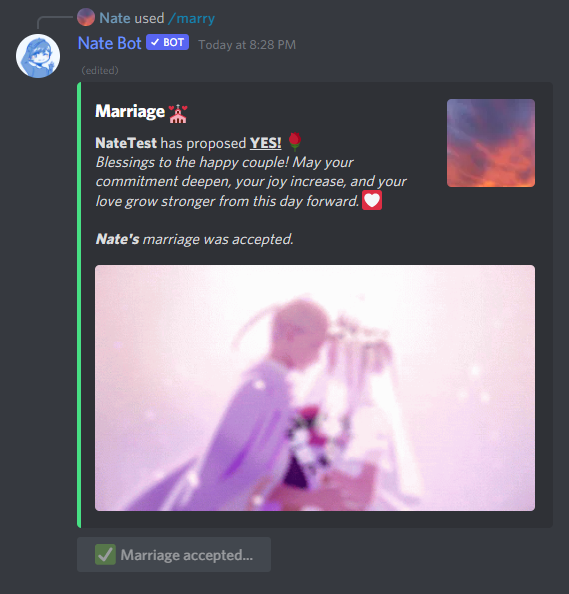 Nate used /marry
Nate Bot ✓ BOT Today at 8:28 PM
(edited)
Marriage 💒
NateTest has proposed YES! 🌹
Blessings to the happy couple! May your
commitment deepen, your joy increase, and your
love grow stronger from this day forward. 💟
Nate's marriage was accepted.
✅ Marriage accepted...